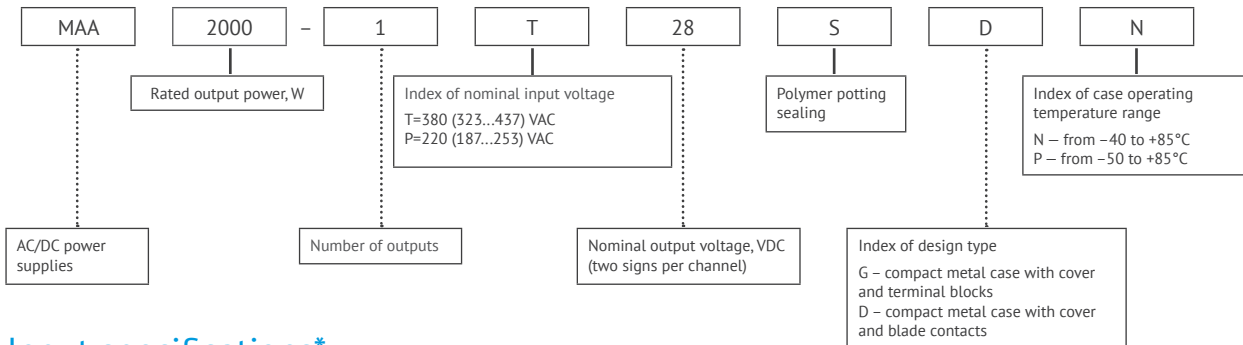 MAA 2000 – 1 T 28 S D N
Rated output power, W
Index of nominal input voltage
T=380 (323...437) VAC
P=220 (187...253) VAC
Polymer potting
sealing
Index of case operating
temperature range
N — from –40 to +85°C
P — from –50 to +85°C
AC/DC power
supplies
Number of outputs
Nominal output voltage, VDC
(two signs per channel)
Index of design type
G – compact metal case with cover
and terminal blocks
D – compact metal case with cover
and blade contacts